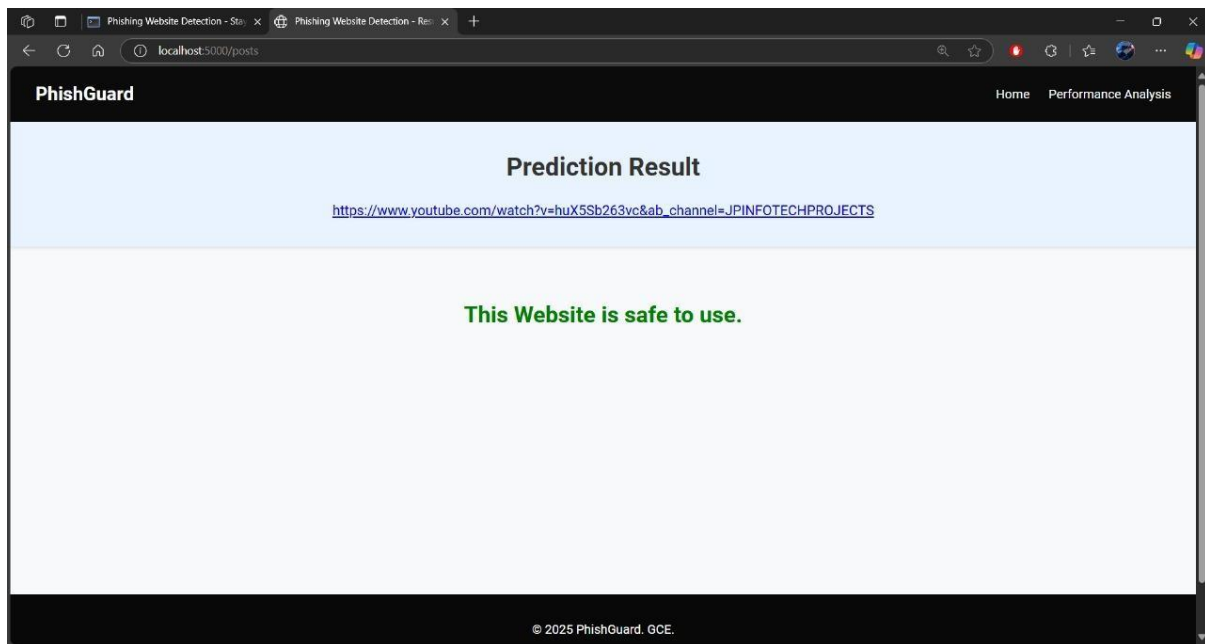 Phishing Website Detection - Stay
Phishing Website Detection - Res
localhost:5000/posts
PhishGuard
Home Performance Analysis
Prediction Result
https://www.youtube.com/watch?v=huX5Sb263vc&ab_channel=JPINFOTECHPROJECTS
This Website is safe to use.
© 2025 PhishGuard. GCE.